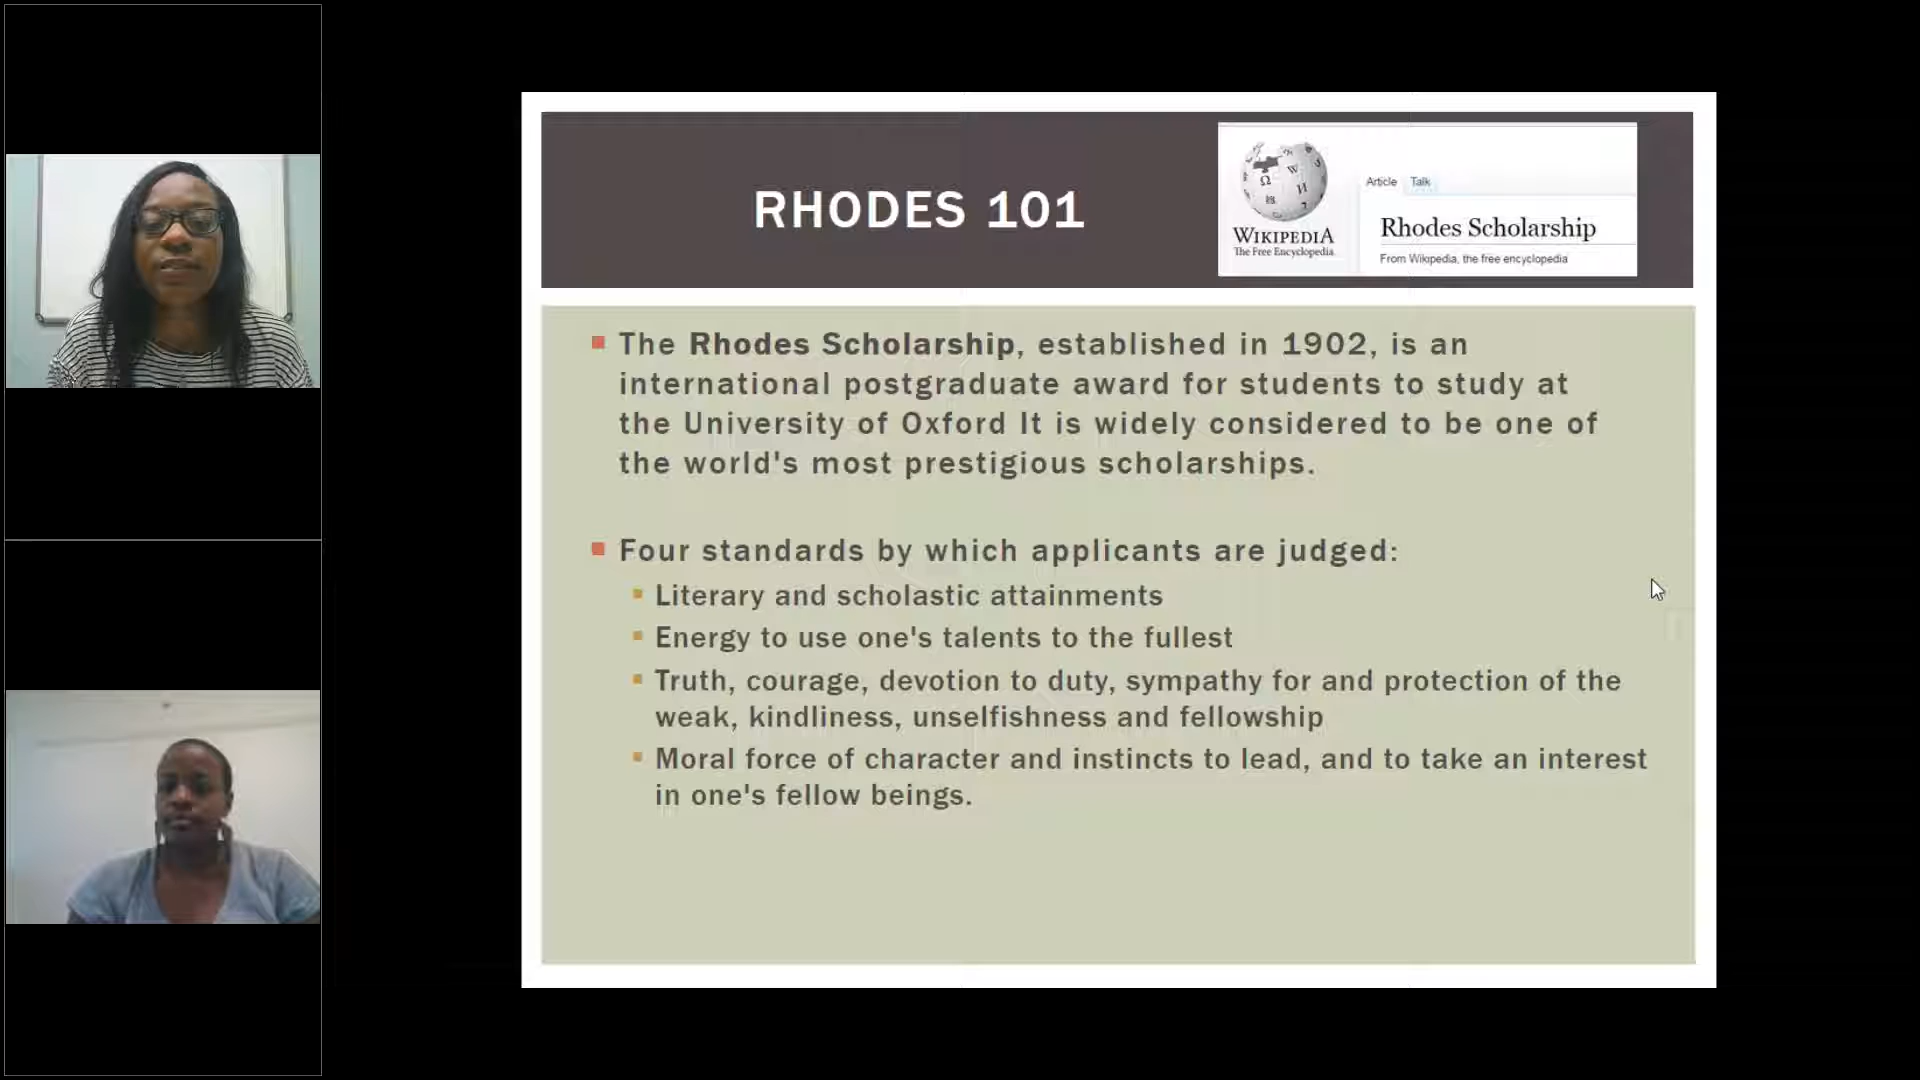 RHODES 101
WIKIPEDIA
The Free Encyclopedia
Article Talk
Rhodes Scholarship
From Wikipedia, the free encyclopedia
The Rhodes Scholarship, established in 1902, is an
international postgraduate award for students to study at
the University of Oxford It is widely considered to be one of
the world's most prestigious scholarships.
Four standards by which applicants are judged:
Literary and scholastic attainments
Energy to use one's talents to the fullest
Truth, courage, devotion to duty, sympathy for and protection of the
weak, kindliness, unselfishness and fellowship
Moral force of character and instincts to lead, and to take an interest
in one's fellow beings.